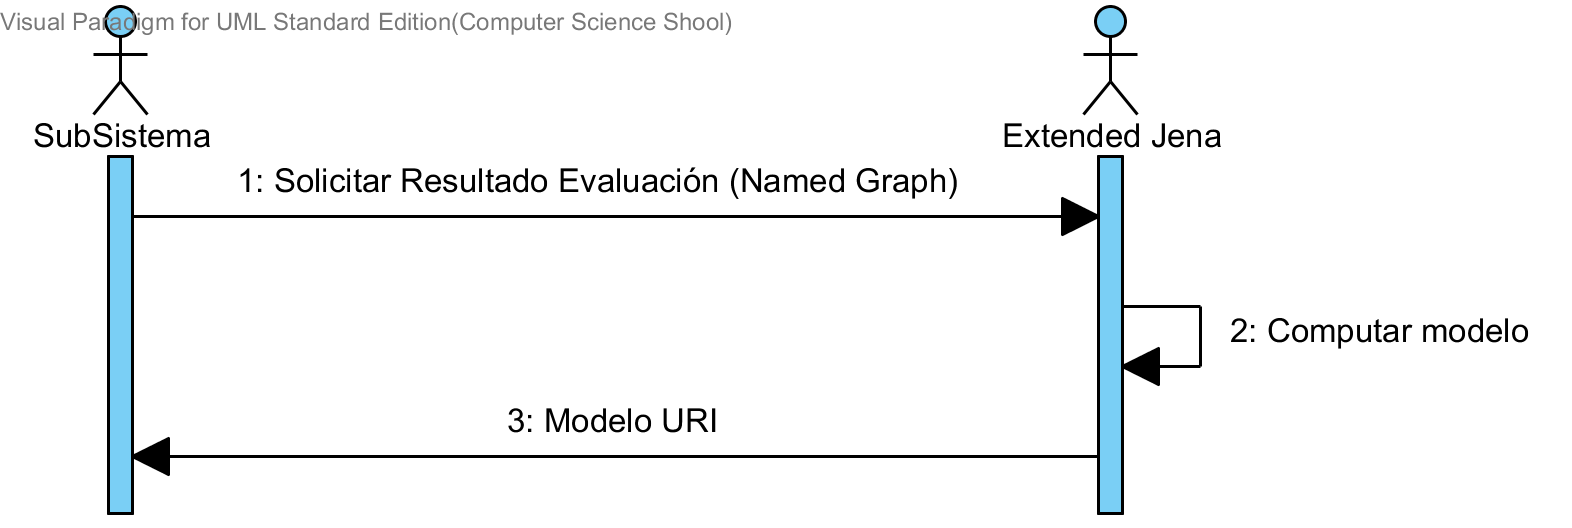 Visual Paradigm for UML Standard Edition(Computer Science Shool)
SubSistema
Extended Jena
1: Solicitar Resultado Evaluación (Named Graph)
2: Computar modelo
3: Modelo URI